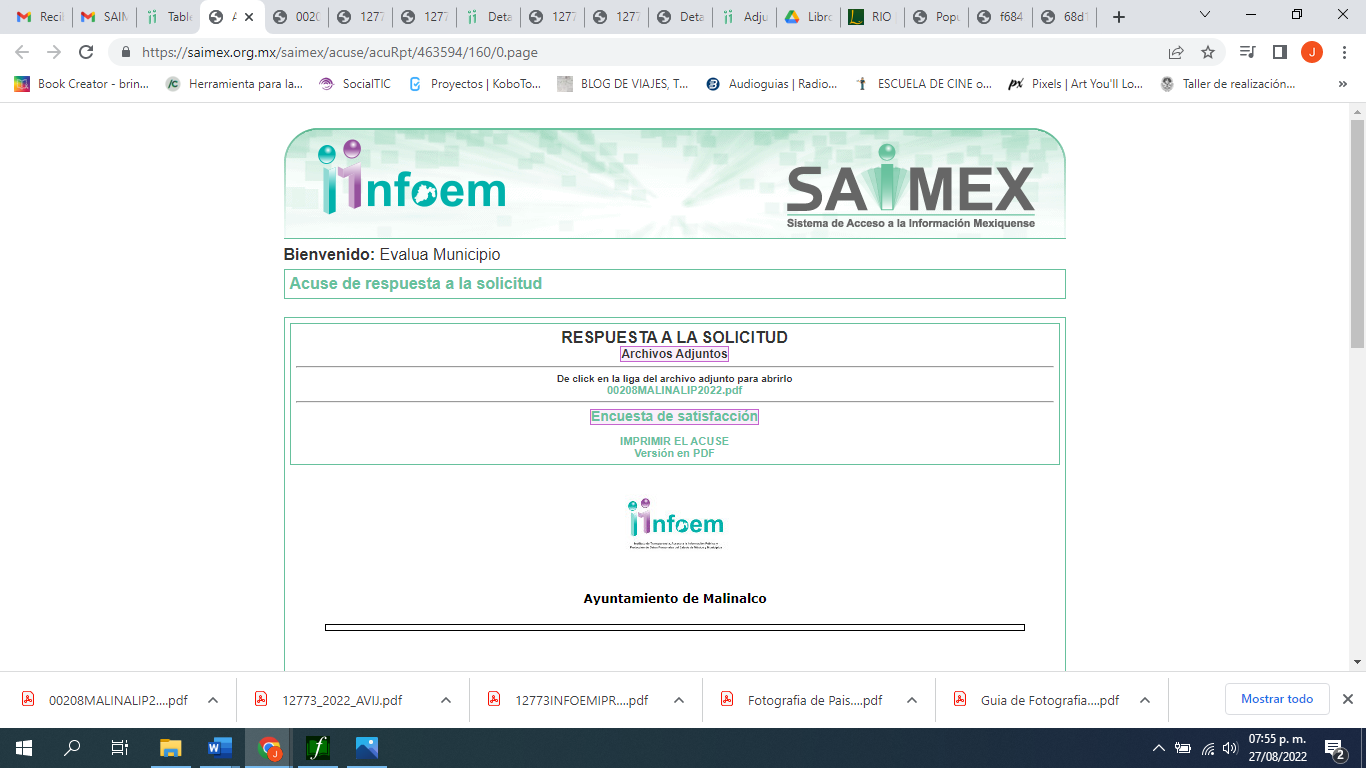 Recil
SAIM
Table
A
0020
1277
1277
Deta
1277
1277
Deta
Adju
Libro
RIO
Popu
f684
68d1
https://saimex.org.mx/saimex/acuse/acuRpt/463594/160/0.page
J
Book Creator - brin...
Herramienta para la...
SocialTIC
Proyectos | KoboTo...
BLOG DE VIAJES, T...
Audioguias | Radio...
ESCUELA DE CINE o...
Pixels | Art You'll Lo...
Taller de realización...
»
infoem
SAIMEX
Sistema de Acceso a la Información Mexiquense
Bienvenido: Evalua Municipio
Acuse de respuesta a la solicitud
RESPUESTA A LA SOLICITUD
Archivos Adjuntos
De click en la liga del archivo adjunto para abrirlo
00208MALINALIP2022.pdf
Encuesta de satisfacción
IMPRIMIR EL ACUSE
Versión en PDF
infoem
Ayuntamiento de Malinalco
00208MALINALIP2....pdf
12773_2022_AVIJ.pdf
12773INFOEMIPR....pdf
Fotografia de Pais....pdf
Guia de Fotografia....pdf
Mostrar todo
07:55 p. m.
27/08/2022
2